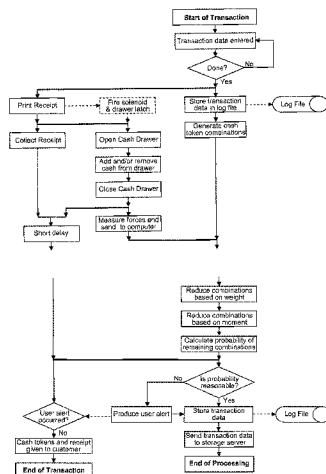 Start of Transaction
Transaction data entered
Done?
No
Yes
Print Receipt
Fire solenoid
& drawer latch
Store transaction
data in log file
Log File
Collect Receipt
Open Cash Drawer
Generate cash
token combinations
Add and/or remove
cash from drawer
Close Cash Drawer
Measure forces and
send to computer
Short delay
Reduce combinations
based on weight
Reduce combinations
based on moment
Calculate probability of
remaining combinations
Is probability
reasonable?
No
Yes
User alert
occurred?
Produce user alert
Store transaction
data
Log File
No
Cash tokens and receipt
given to customer
Send transaction data
to storage server
End of Transaction
End of Processing